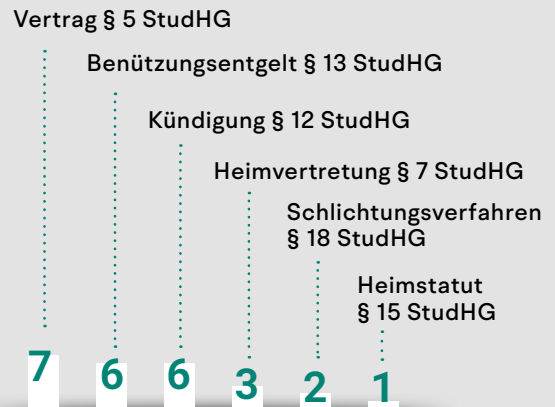 Vertrag § 5 StudHG
Benützungsentgelt § 13 StudHG
Kündigung § 12 StudHG
Heimvertretung § 7 StudHG
Schlichtungsverfahren
§ 18 StudHG
Heimstatut
§ 15 StudHG
7 6 6 3 2 1